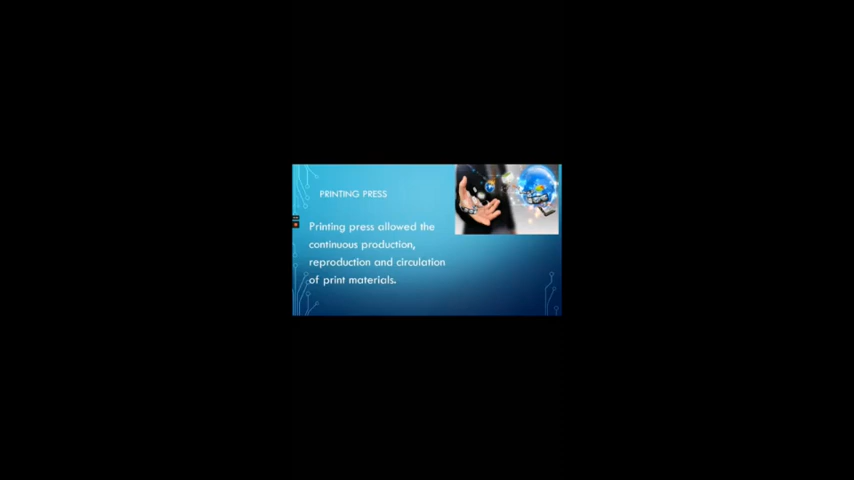 PRINTING PRESS
Printing press allowed the
continuous production,
reproduction and circulation
of print materials.